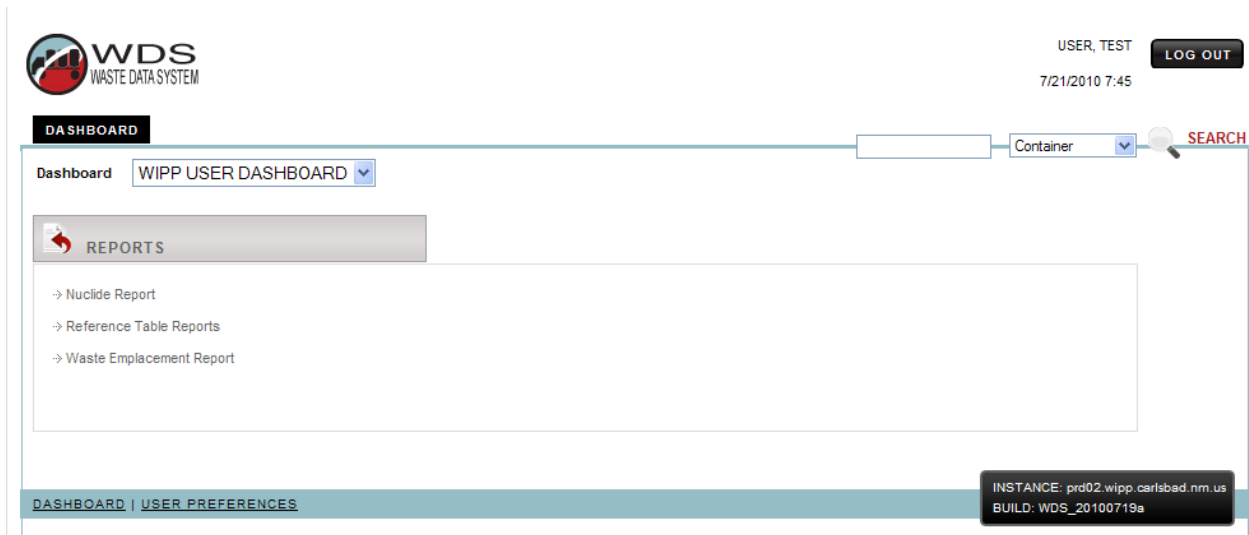 WDS
WASTE DATA SYSTEM
USER, TEST
LOG OUT
7/21/2010 7:45
DASHBOARD
Container
SEARCH
Dashboard
WIPP USER DASHBOARD
REPORTS
Nuclide Report
Reference Table Reports
Waste Emplacement Report
DASHBOARD | USER PREFERENCES
INSTANCE: prd02.wipp.carlsbad.nm.us
BUILD: WDS_20100719a